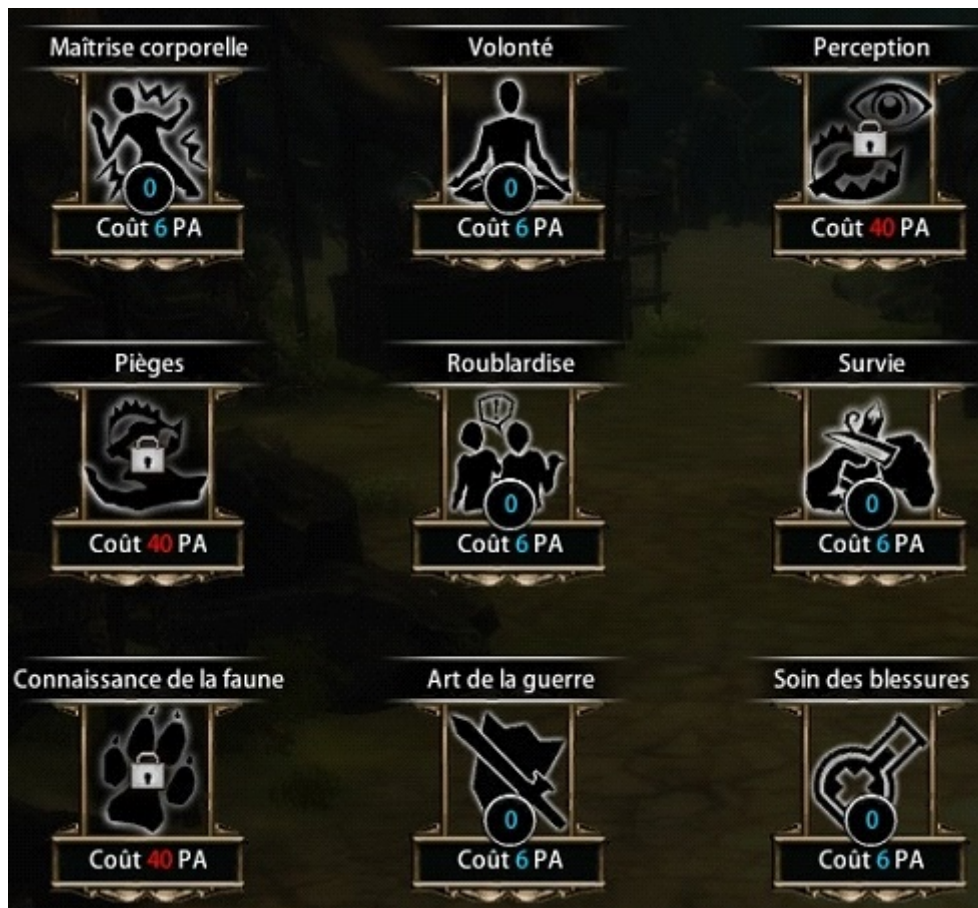 Maîtrise corporelle
Volonté
Perception
0
0
Coût 6 PA
Coût 6 PA
Coût 40 PA
Pièges
Roublardise
Survie
0
0
Coût 40 PA
Coût 6 PA
Coût 6 PA
Connaissance de la faune
Art de la guerre
Soin des blessures
0
0
Coût 40 PA
Coût 6 PA
Coût 6 PA